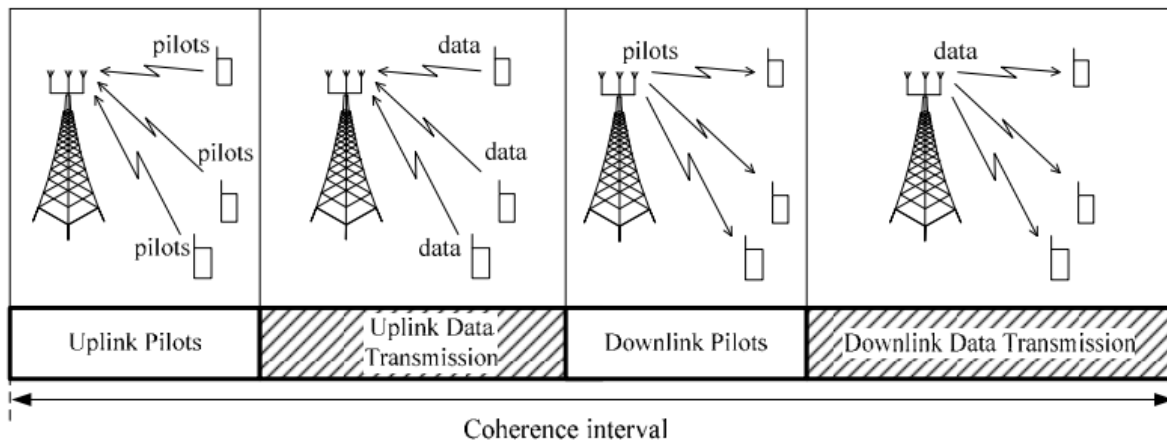 pilots
pilots
pilots
data
data
data
pilots
data
Uplink Pilots
Uplink Data
Transmission
Downlink Pilots
Downlink Data Transmission
Coherence interval